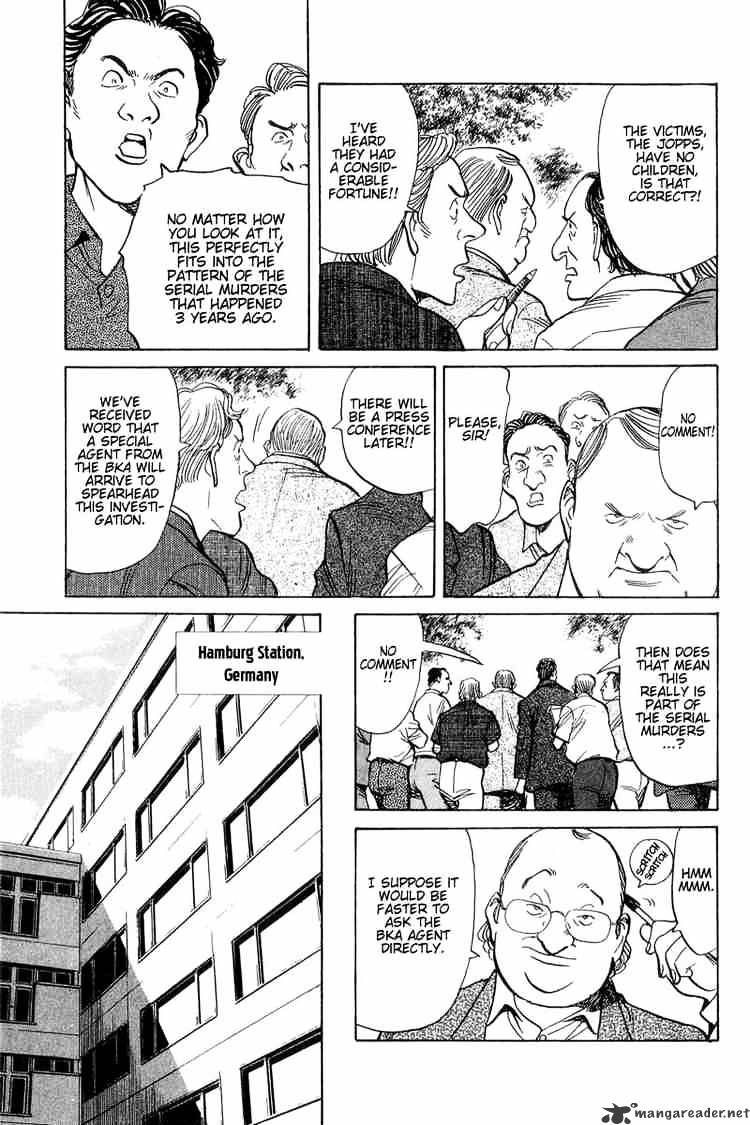 THE VICTIMS,
THE JOPPS,
HAVE NO
CHILDREN,
IS THAT
CORRECT?!
I'VE
HEARD
THEY HAD
A CONSID-
ERABLE
FORTUNE!!
NO MATTER HOW
YOU LOOK AT IT,
THIS PERFECTLY
FITS INTO THE
PATTERN OF THE
SERIAL MURDERS
THAT HAPPENED
3 YEARS AGO.
NO
COMMENT!
PLEASE,
SIR!
THERE WILL
BE A PRESS
CONFERENCE
LATER!!
WE'VE
RECEIVED
WORD THAT
A SPECIAL
AGENT FROM
THE BKA WILL
ARRIVE TO
SPEARHEAD
THIS INVESTI-
GATION.
THEN DOES
THAT MEAN
THIS
REALLY IS
PART OF
THE SERIAL
MURDERS
...?
NO
COMMENT
!!
HMM
MMM.
SCRITCH
SCRITCH
I SUPPOSE IT
WOULD BE
FASTER TO
ASK THE
BKA AGENT
DIRECTLY.
Hamburg Station,
Germany
mangareader.net